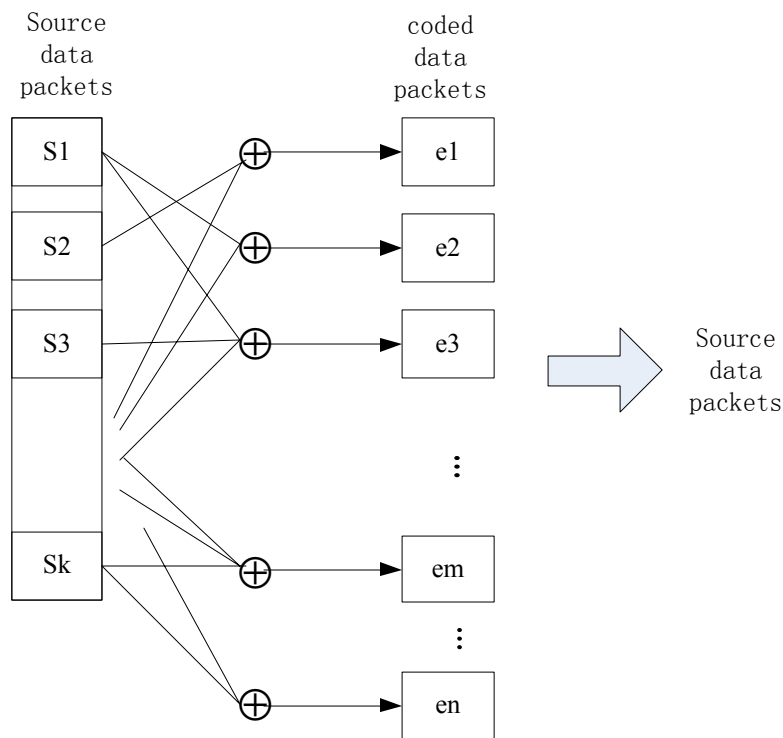 Source
data
packets
coded
data
packets
S1
e1
S2
e2
S3
e3
Source
data
packets
...
Sk
em
...
en